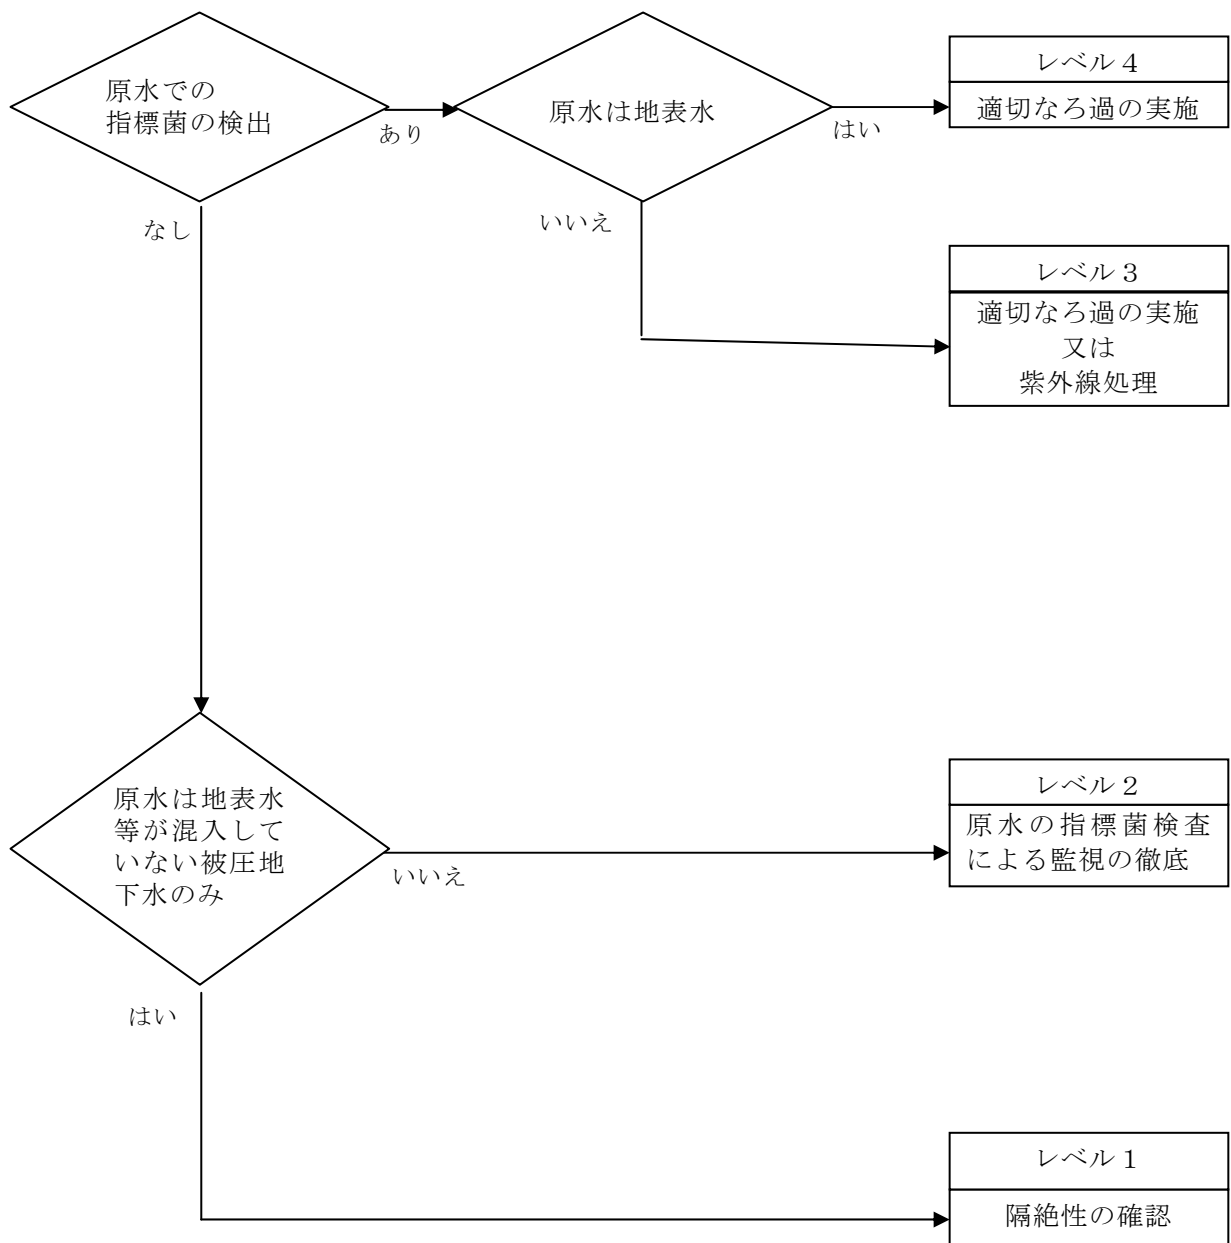 原水での
指標菌の検出
あり
原水は地表水
はい
レベル４
適切なろ過の実施
なし
いいえ
レベル３
適切なろ過の実施
又は
紫外線処理
原水は地表水
等が混入して
いない被圧地
下水のみ
いいえ
レベル２
原水の指標菌検査
による監視の徹底
はい
レベル１
隔絶性の確認